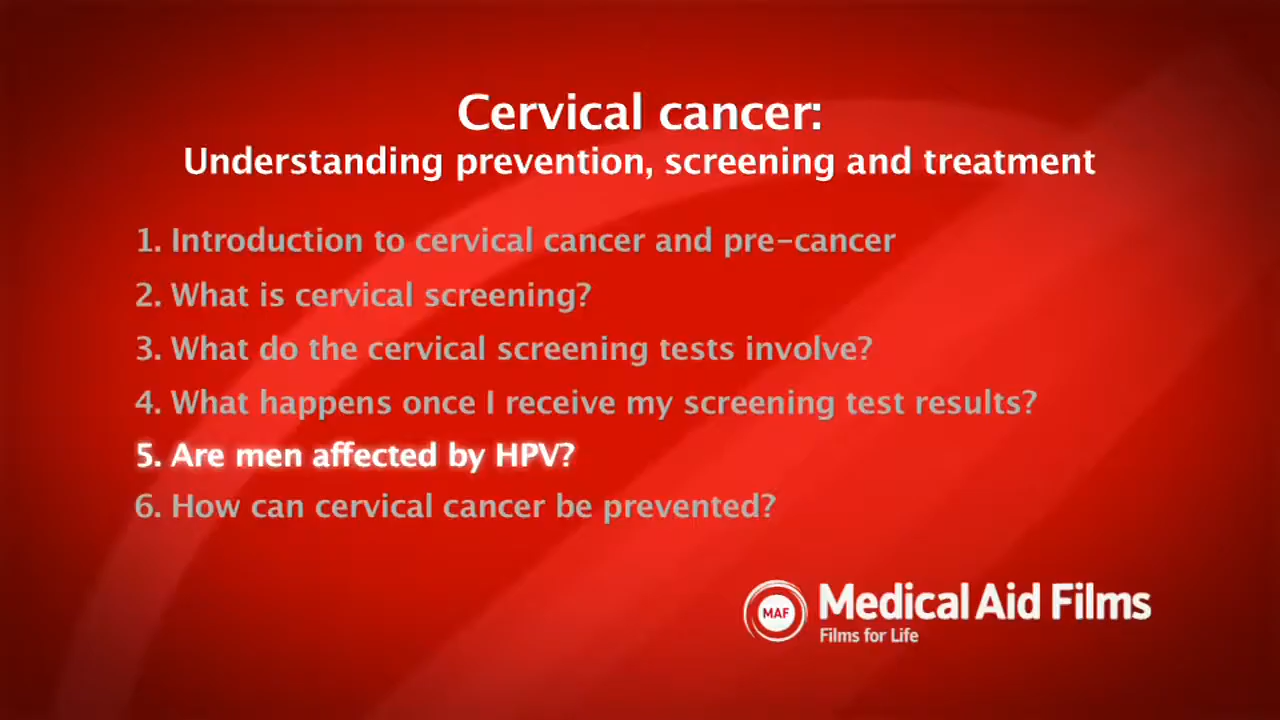 Cervical cancer:
Understanding prevention, screening and treatment
1. Introduction to cervical cancer and pre-cancer
2. What is cervical screening?
3. What do the cervical screening tests involve?
4. What happens once I receive my screening test results?
5. Are men affected by HPV?
6. How can cervical cancer be prevented?
MAF
Medical Aid Films
Films for Life